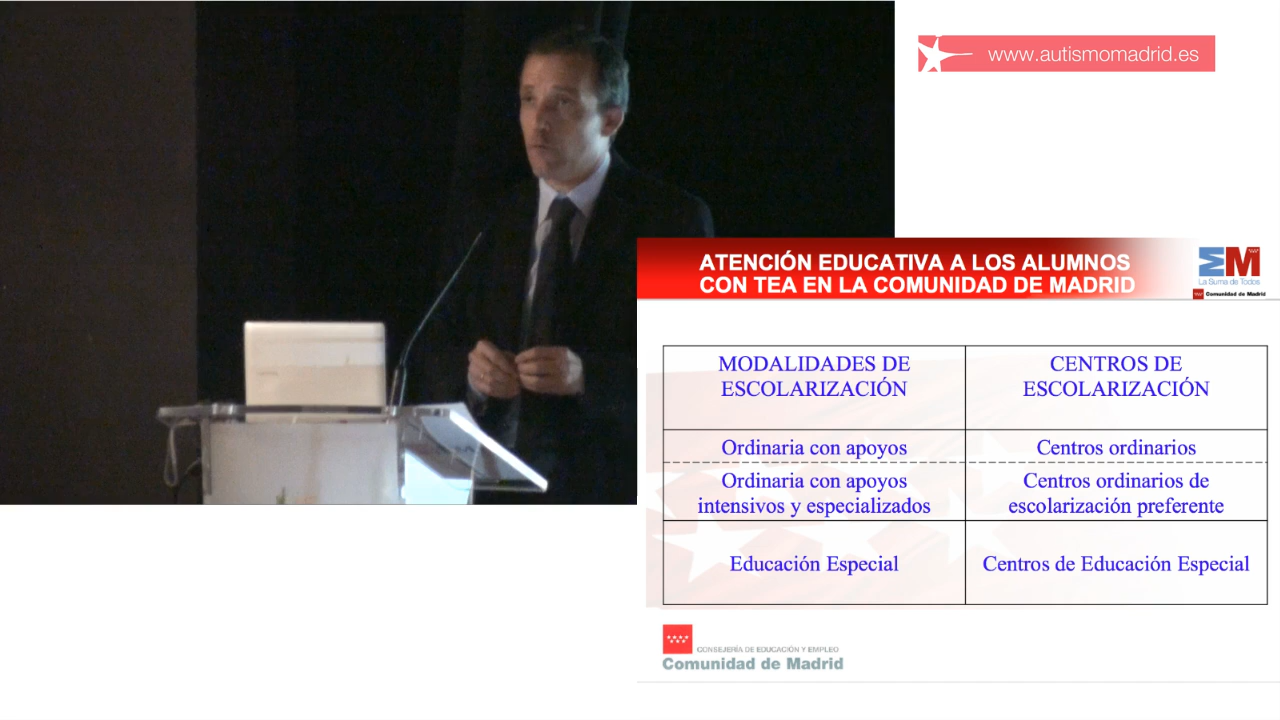 www.autismomadrid.es
ATENCIÓN EDUCATIVA A LOS ALUMNOS
CON TEA EN LA COMUNIDAD DE MADRID
EM
La Suma de Todos
Comunidad de Madrid
MODALIDADES DE
ESCOLARIZACIÓN
CENTROS DE
ESCOLARIZACIÓN
Ordinaria con apoyos
Centros ordinarios
Ordinaria con apoyos
intensivos y especializados
Centros ordinarios de
escolarización preferente
Educación Especial
Centros de Educación Especial
CONSEJERÍA DE EDUCACIÓN Y EMPLEO
Comunidad de Madrid